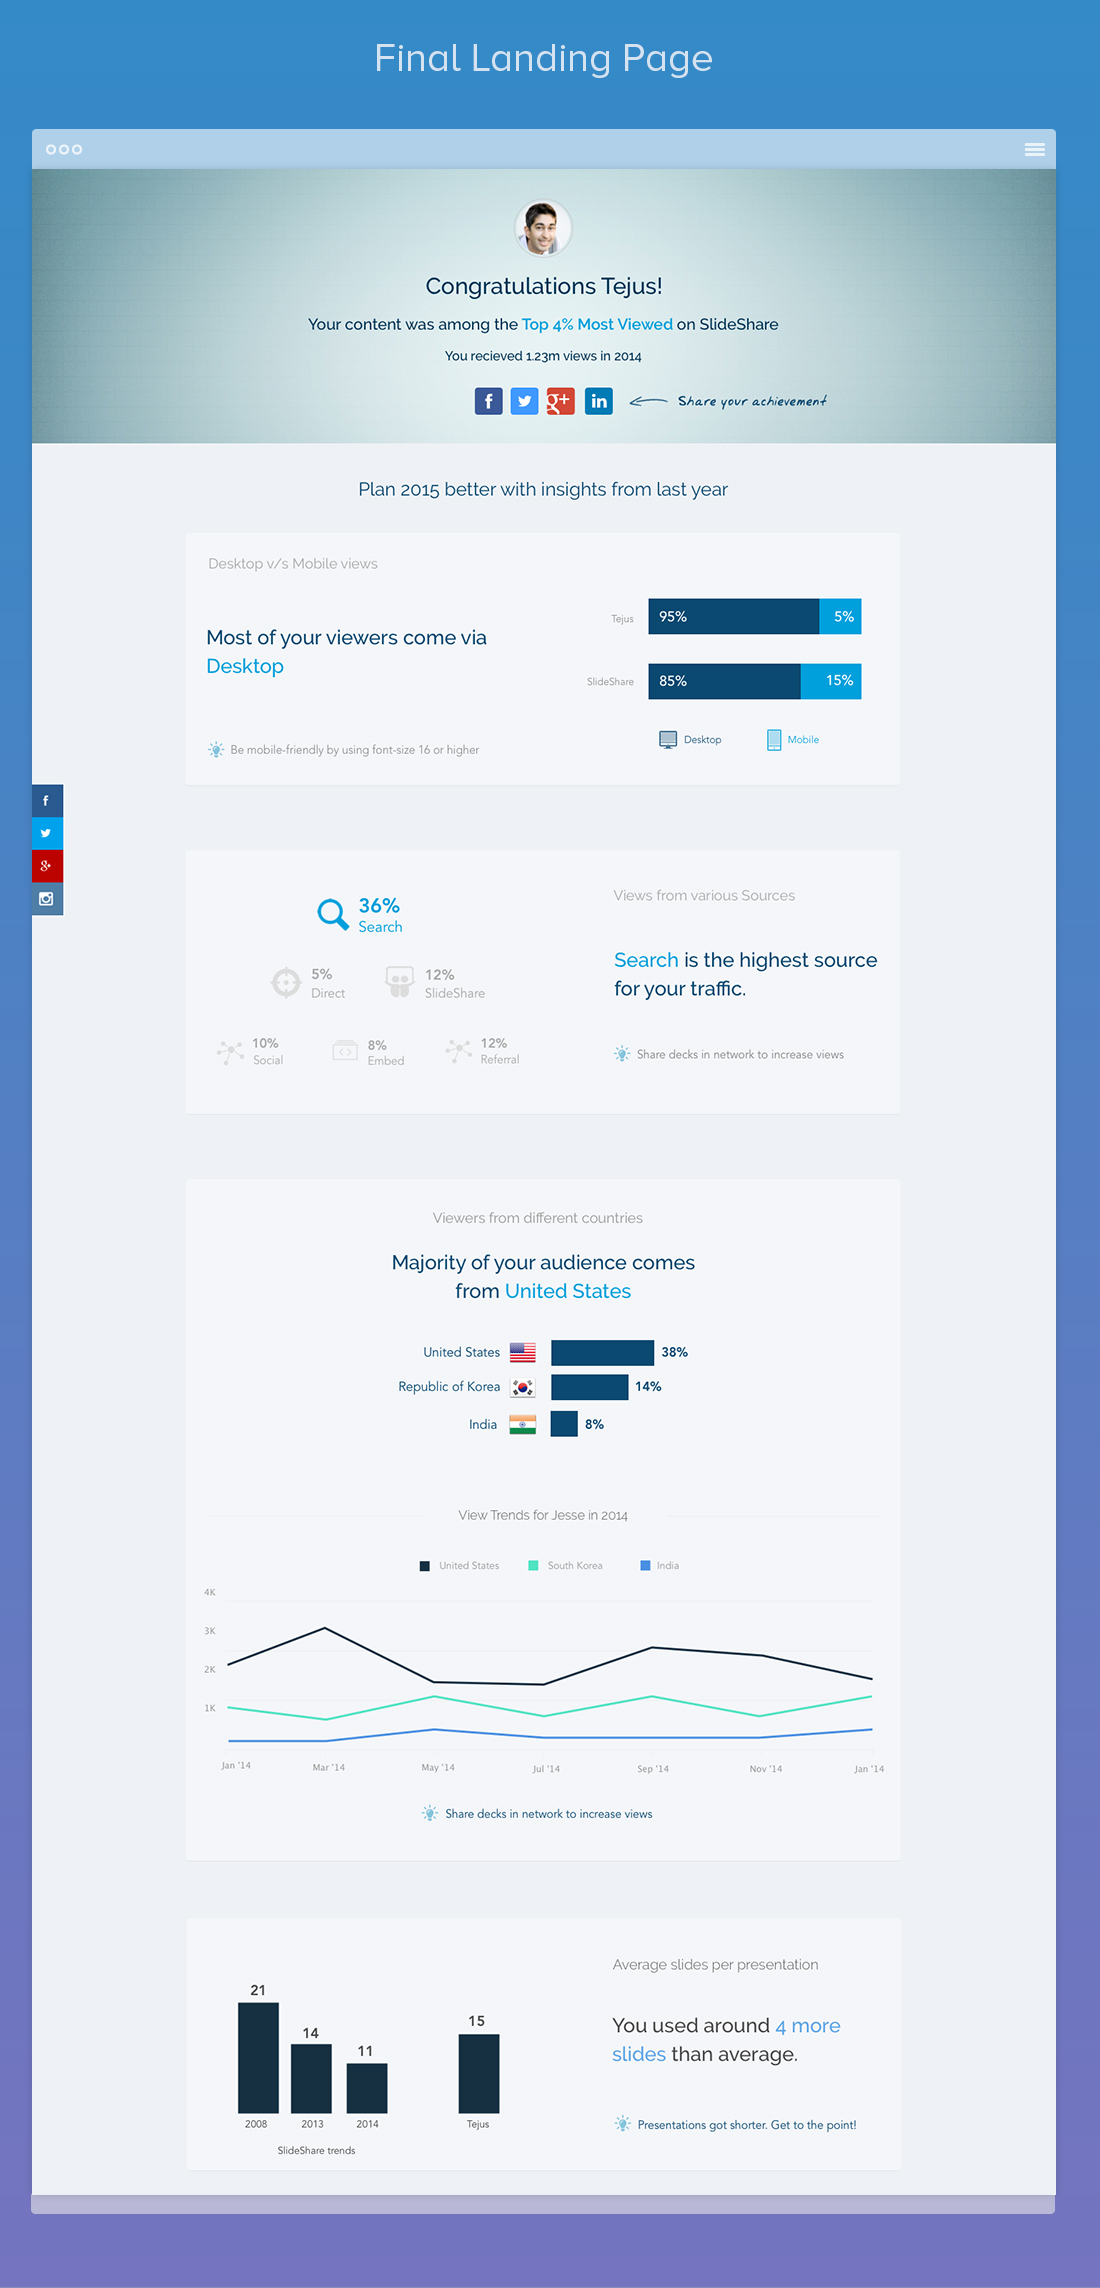 Final Landing Page
Congratulations Tejus!
Your content was among the Top 4% Most Viewed on SlideShare
You recieved 1.23m views in 2014
f g+ in Share your achievement
Plan 2015 better with insights from last year
Desktop v/s Mobile views
Most of your viewers come via
Desktop
Be mobile-friendly by using font-size 16 or higher
Tejus 95% 5%
SlideShare 85% 15%
Desktop Mobile
f
g+
36%
Search
5%
Direct
12%
SlideShare
10%
Social
8%
Embed
12%
Referral
Views from various Sources
Search is the highest source
for your traffic.
Share decks in network to increase views
Viewers from different countries
Majority of your audience comes
from United States
United States 38%
Republic of Korea 14%
India 8%
View Trends for Jesse in 2014
United States South Korea India
4K
3K
2K
1K
Jan '14 Mar '14 May '14 Jul '14 Sep '14 Nov '14 Jan '14
Share decks in network to increase views
21 14 11 15
2008 2013 2014 Tejus
SlideShare trends
Average slides per presentation
You used around 4 more
slides than average.
Presentations got shorter. Get to the point!